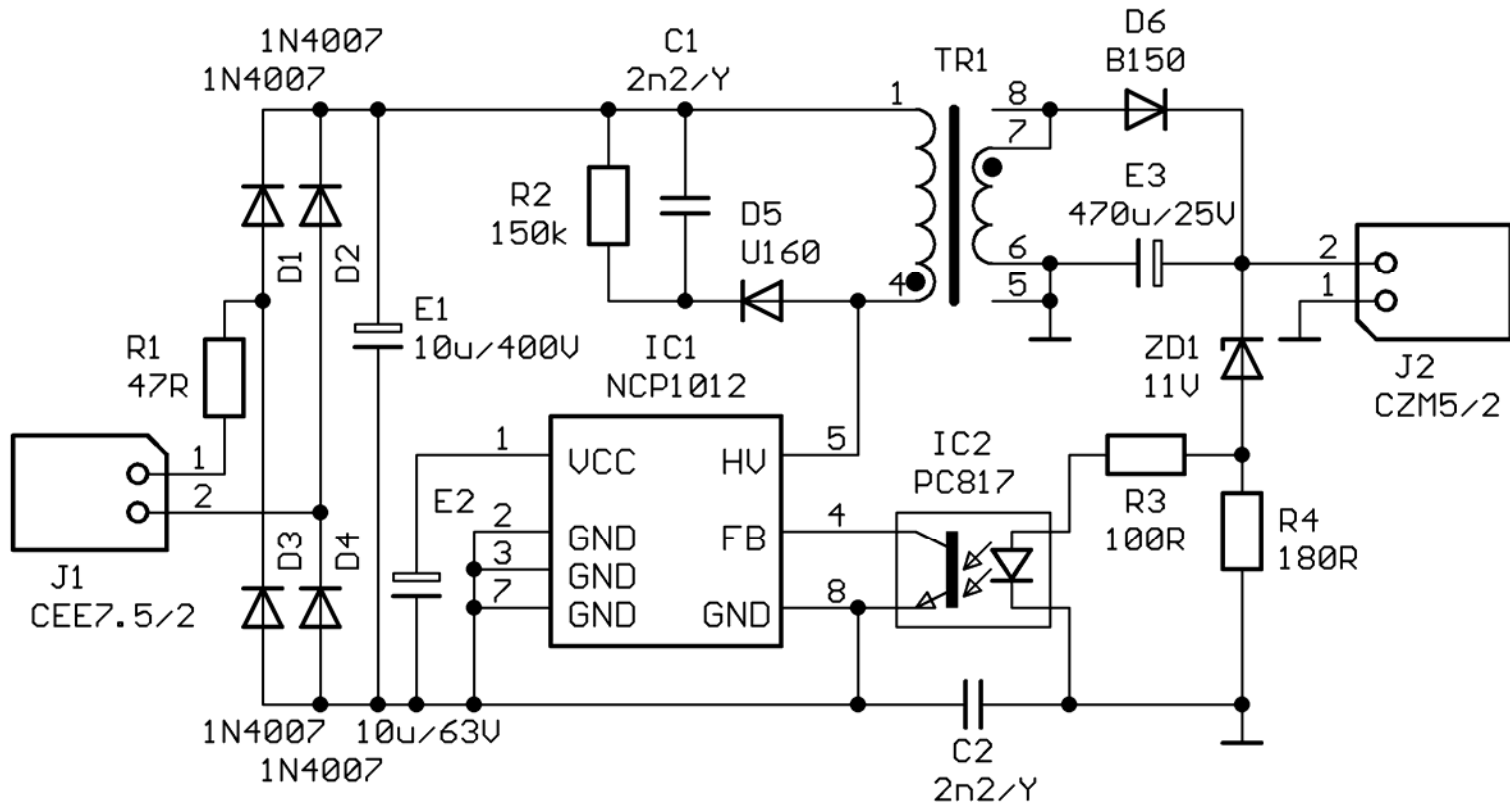 1N4007
1N4007
C1
2n2/Y
TR1
D6
B150
1
8
7
R2
150k
D5
U160
E3
470u/25V
D1
D2
4
6
5
2
1
E1
10u/400V
R1
47R
IC1
NCP1012
ZD1
11V
J2
CZM5/2
1
2
J1
CEE7.5/2
E2
10u/63V
1
VCC
HV
5
2
GND
FB
4
3
GND
7
GND
GND
8
IC2
PC817
R3
100R
R4
180R
D3
D4
1N4007
1N4007
C2
2n2/Y